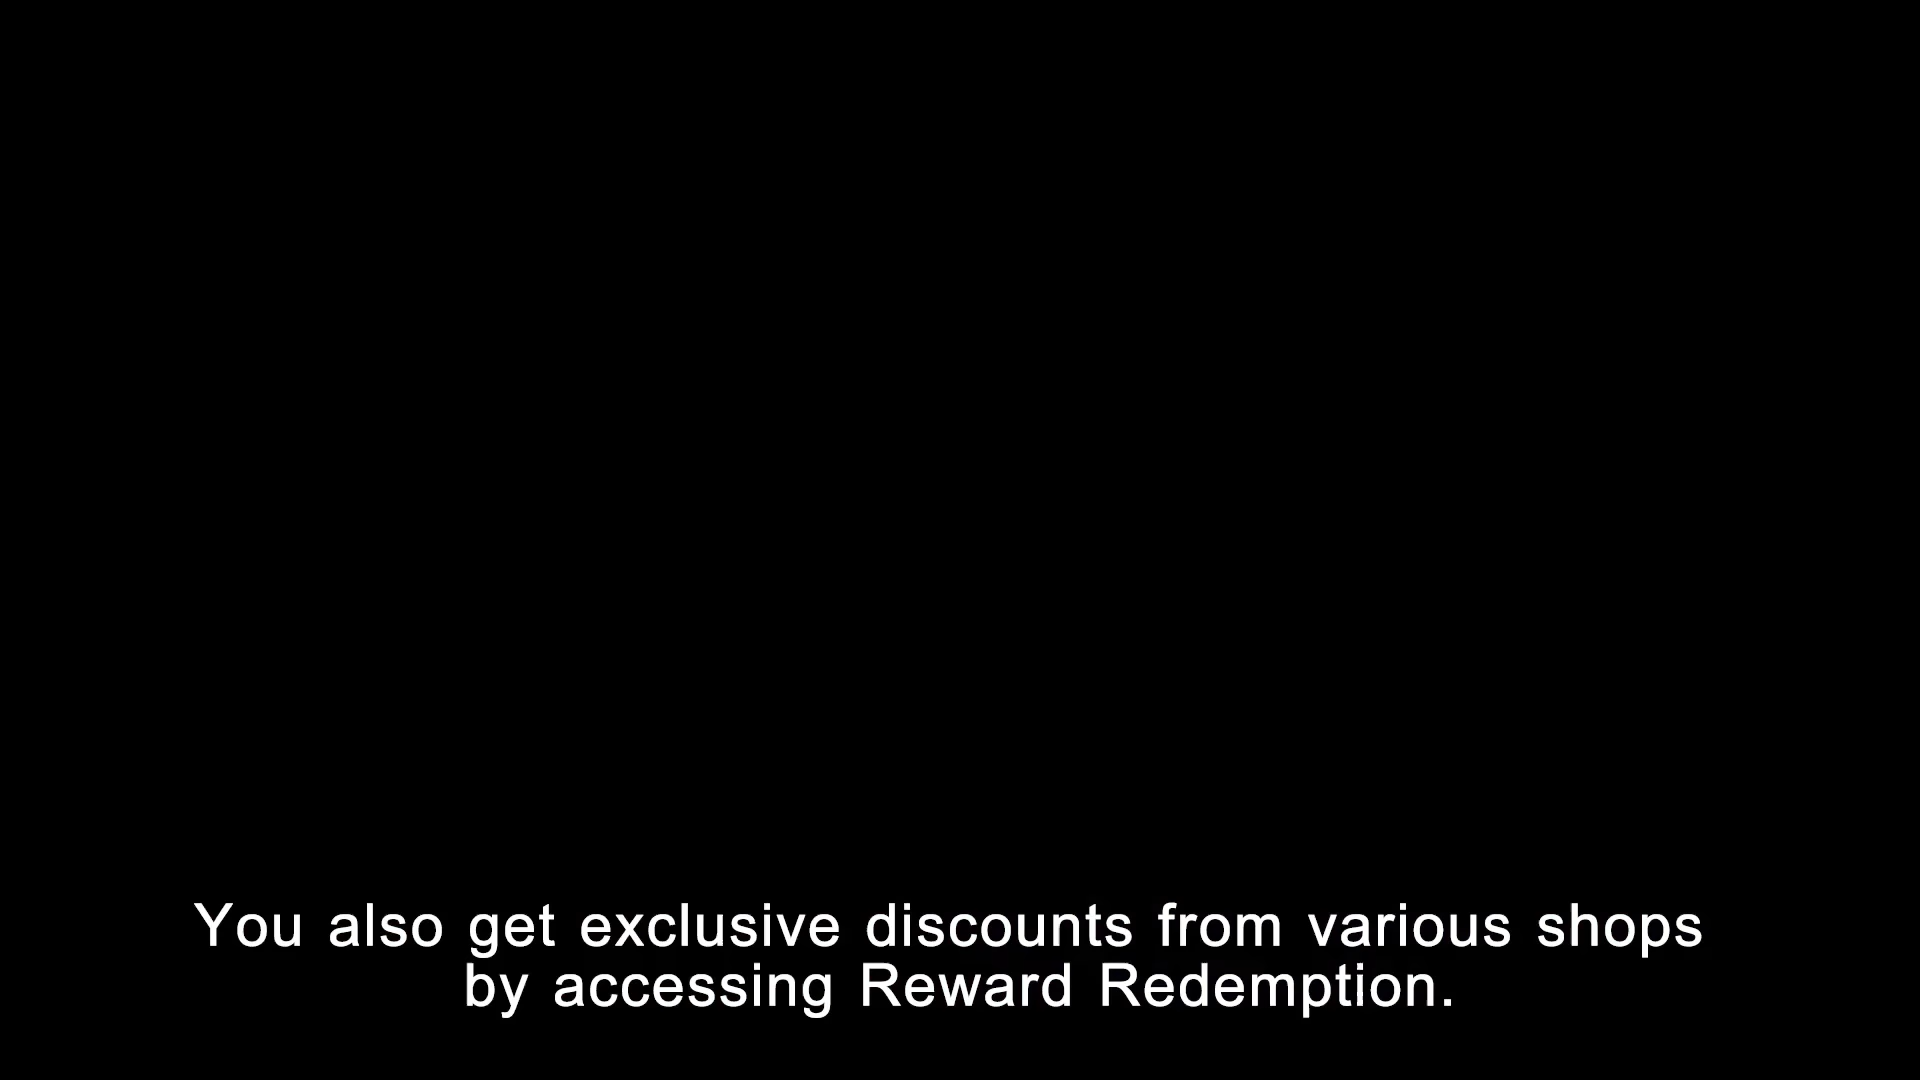 You also get exclusive discounts from various shops
by accessing Reward Redemption.